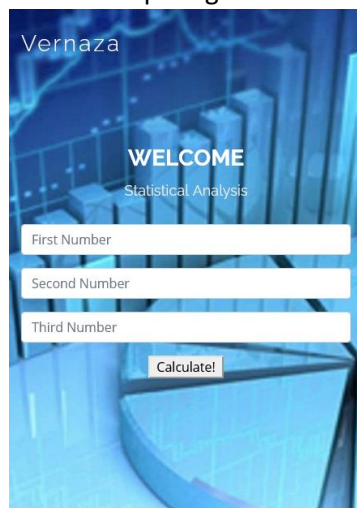 Vernaza
WELCOME
Statistical Analysis
First Number
Second Number
Third Number
Calculate!